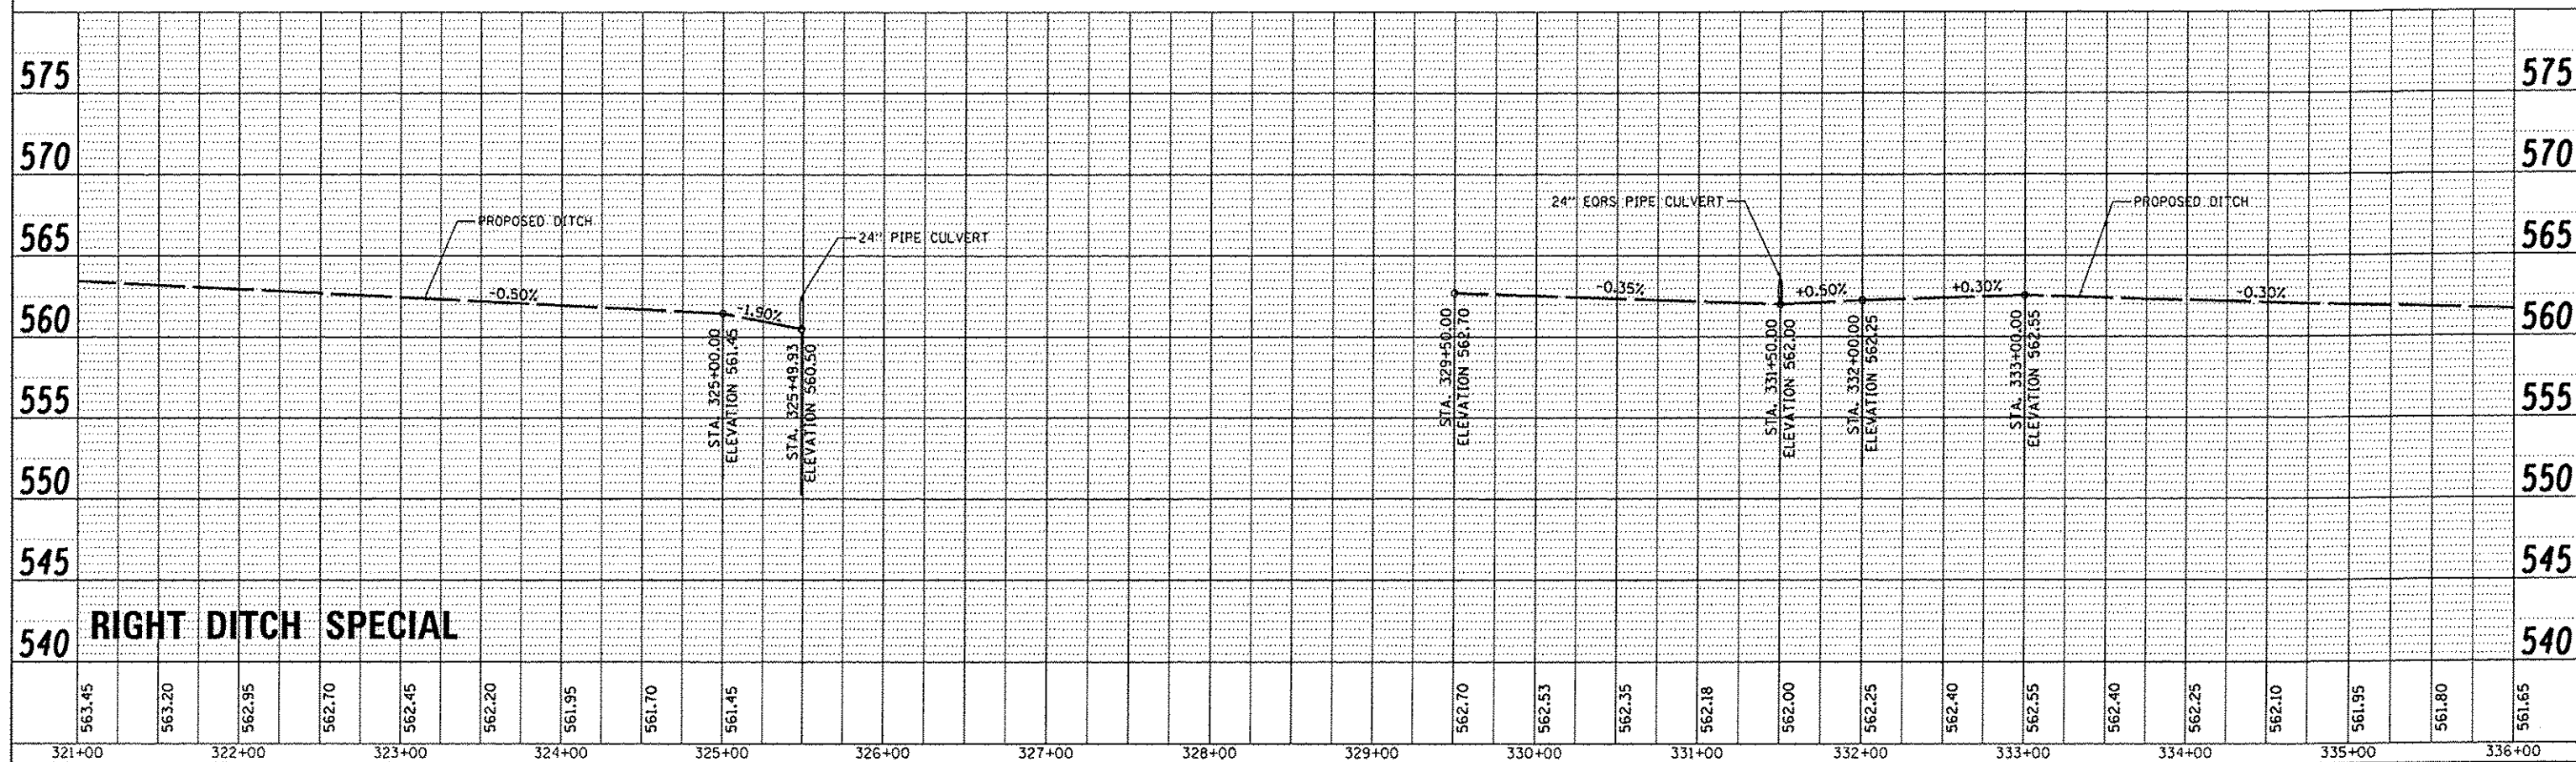 575 575
570 570
24" EORS PIPE CULVERT PROPOSED DITCH
PROPOSED DITCH
24" PIPE CULVERT
565 565
-0.50% -1.90% -0.35% +0.50% +0.30% -0.30%
560 560
STA. 325+00.00
ELEVATION 561.45
STA. 325+49.93
ELEVATION 560.50
STA. 329+50.00
ELEVATION 562.70
STA. 331+50.00
ELEVATION 562.00
STA. 332+00.00
ELEVATION 562.25
STA. 333+00.00
ELEVATION 562.55
555 555
550 550
545 545
RIGHT DITCH SPECIAL
540 540
563.45 563.20 562.95 562.70 562.45 562.20 561.95 561.70 561.45 562.70 562.53 562.35 562.18 562.00 562.25 562.40 562.55 562.40 562.25 562.10 561.95 561.80 561.65
321+00 322+00 323+00 324+00 325+00 326+00 327+00 328+00 329+00 330+00 331+00 332+00 333+00 334+00 335+00 336+00